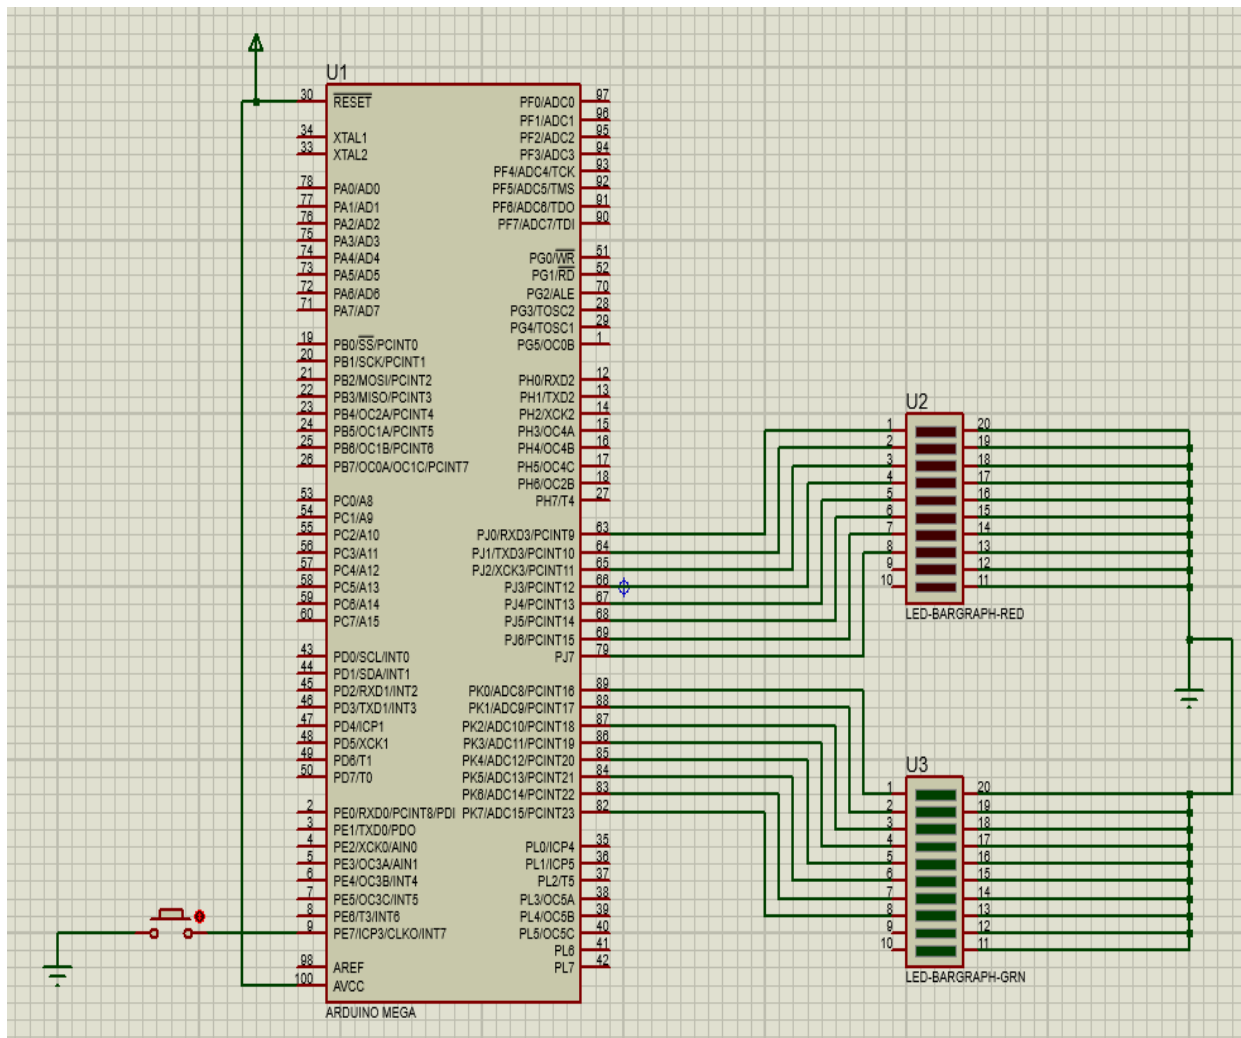 U1
30 RESET
34 XTAL1
33 XTAL2
78 PA0/AD0
77 PA1/AD1
76 PA2/AD2
75 PA3/AD3
74 PA4/AD4
73 PA5/AD5
72 PA6/AD6
71 PA7/AD7
19 PB0/SS/PCINT0
20 PB1/SCK/PCINT1
21 PB2/MOSI/PCINT2
22 PB3/MISO/PCINT3
23 PB4/OC2A/PCINT4
24 PB5/OC1A/PCINT5
25 PB6/OC1B/PCINT6
26 PB7/OC0A/OC1C/PCINT7
53 PC0/A8
54 PC1/A9
55 PC2/A10
56 PC3/A11
57 PC4/A12
58 PC5/A13
59 PC6/A14
60 PC7/A15
43 PD0/SCL/INT0
44 PD1/SDA/INT1
45 PD2/RXD1/INT2
46 PD3/TXD1/INT3
47 PD4/ICP1
48 PD5/XCK1
49 PD6/T1
50 PD7/T0
2 PE0/RXD0/PCINT8/PDI
3 PE1/TXD0/PDO
4 PE2/XCK0/AIN0
5 PE3/OC3A/AIN1
6 PE4/OC3B/INT4
7 PE5/OC3C/INT5
8 PE6/T3/INT6
9 PE7/ICP3/CLKO/INT7
98 AREF
100 AVCC
PF0/ADC0 97
PF1/ADC1 96
PF2/ADC2 95
PF3/ADC3 94
PF4/ADC4/TCK 93
PF5/ADC5/TMS 92
PF6/ADC6/TDO 91
PF7/ADC7/TDI 90
PG0/WR 51
PG1/RD 52
PG2/ALE 70
PG3/TOSC2 28
PG4/TOSC1 29
PG5/OC0B 1
PH0/RXD2 12
PH1/TXD2 13
PH2/XCK2 14
PH3/OC4A 15
PH4/OC4B 16
PH5/OC4C 17
PH6/OC2B 18
PH7/T4 27
PJ0/RXD3/PCINT9 63
PJ1/TXD3/PCINT10 64
PJ2/XCK3/PCINT11 65
PJ3/PCINT12 66
PJ4/PCINT13 67
PJ5/PCINT14 68
PJ6/PCINT15 69
PJ7 79
PK0/ADC8/PCINT16 89
PK1/ADC9/PCINT17 88
PK2/ADC10/PCINT18 87
PK3/ADC11/PCINT19 86
PK4/ADC12/PCINT20 85
PK5/ADC13/PCINT21 84
PK6/ADC14/PCINT22 83
PK7/ADC15/PCINT23 82
PL0/ICP4 35
PL1/ICP5 36
PL2/T5 37
PL3/OC5A 38
PL4/OC5B 39
PL5/OC5C 40
PL6 41
PL7 42
ARDUINO MEGA
U2
1 20
2 19
3 18
4 17
5 16
6 15
7 14
8 13
9 12
10 11
LED-BARGRAPH-RED
U3
1 20
2 19
3 18
4 17
5 16
6 15
7 14
8 13
9 12
10 11
LED-BARGRAPH-GRN